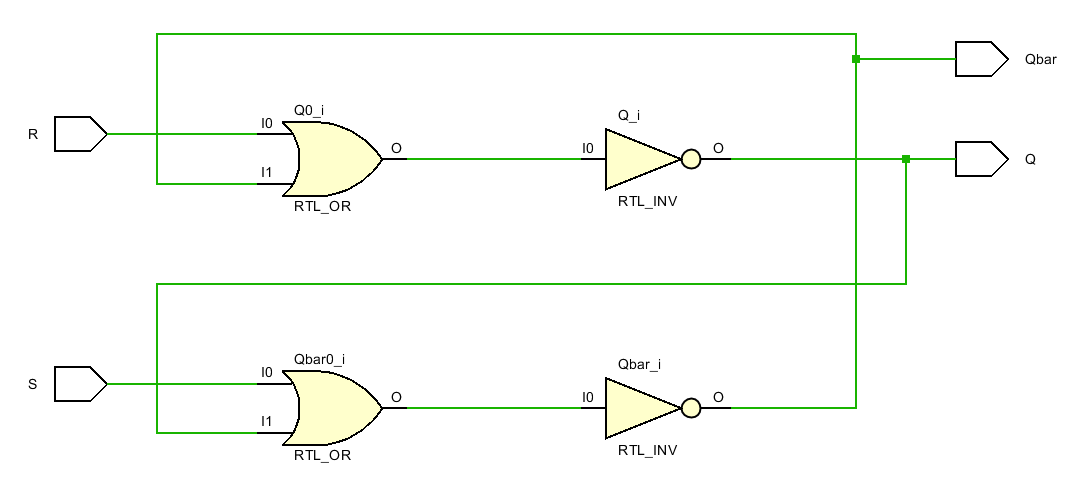 Qbar
Q0_i
Q_i
R
I0
I1
O
RTL_OR
I0
O
RTL_INV
Q
S
Qbar0_i
I0
I1
O
RTL_OR
Qbar_i
I0
O
RTL_INV